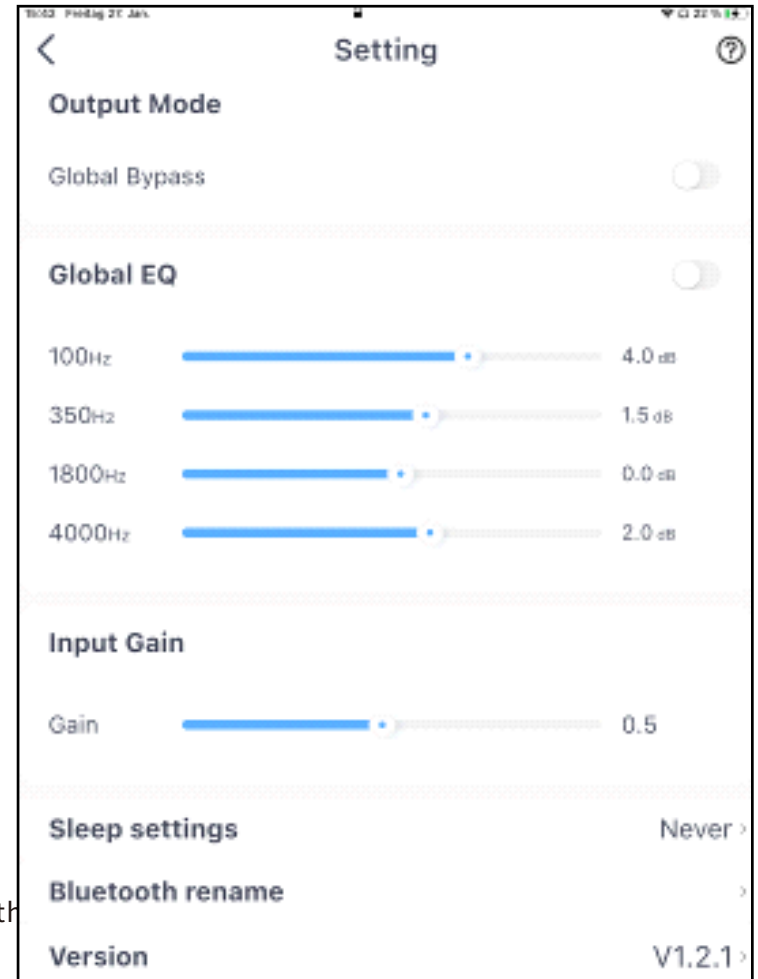 Setting
Output Mode
Global Bypass
Global EQ
100Hz 4.0 dB
350Hz 1.5 dB
1800Hz 0.0 dB
4000Hz 2.0 dB
Input Gain
Gain 0.5
Sleep settings Never
Bluetooth rename
th
Version V1.2.1